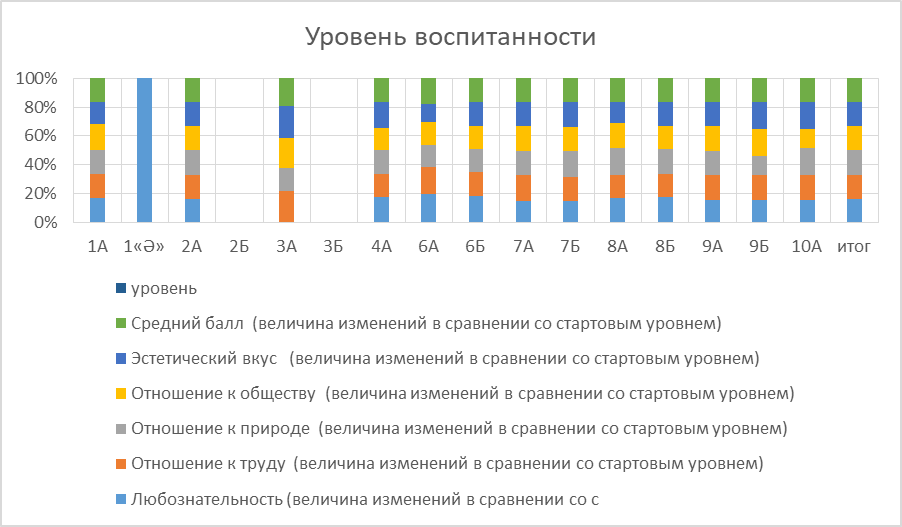 Уровень воспитанности
100%
80%
60%
40%
20%
0%
1А 1«Ә» 2А 2Б 3А 3Б 4А 6А 6Б 7А 7Б 8А 8Б 9А 9Б 10А итог
уровень
Средний балл (величина изменений в сравнении со стартовым уровнем)
Эстетический вкус (величина изменений в сравнении со стартовым уровнем)
Отношение к обществу (величина изменений в сравнении со стартовым уровнем)
Отношение к природе (величина изменений в сравнении со стартовым уровнем)
Отношение к труду (величина изменений в сравнении со стартовым уровнем)
Любознательность (величина изменений в сравнении со с